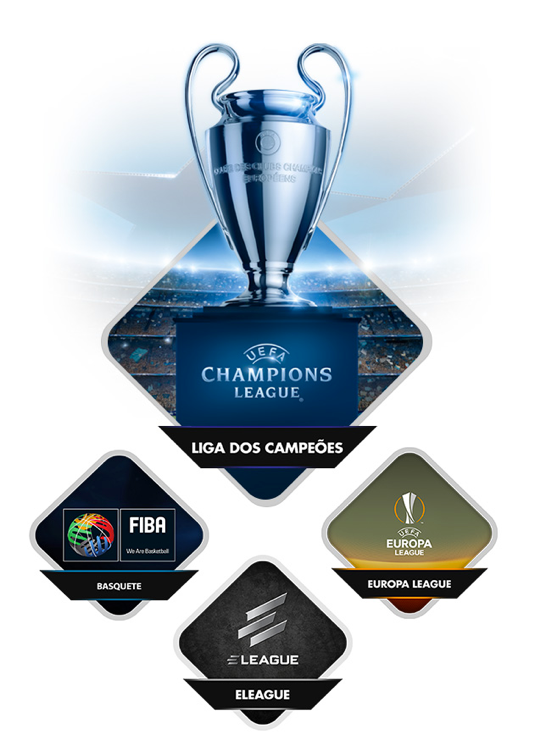 UEFA
CHAMPIONS
LEAGUE
LIGA DOS CAMPEÕES
FIBA
We Are Basketball
BASQUETE
UEFA
EUROPA
LEAGUE
EUROPA LEAGUE
ELEAGUE
ELEAGUE